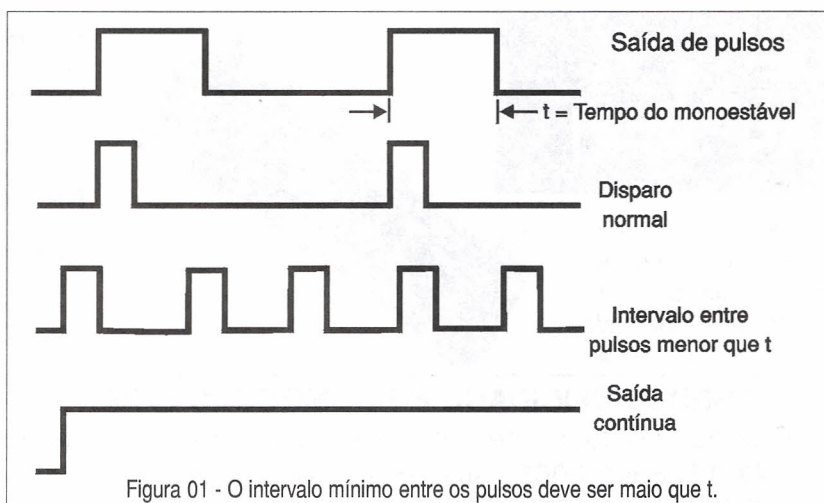 Saída de pulsos
t = Tempo do monoestável
Disparo
normal
Intervalo entre
pulsos menor que t
Saída
contínua
Figura 01 - O intervalo mínimo entre os pulsos deve ser maio que t.